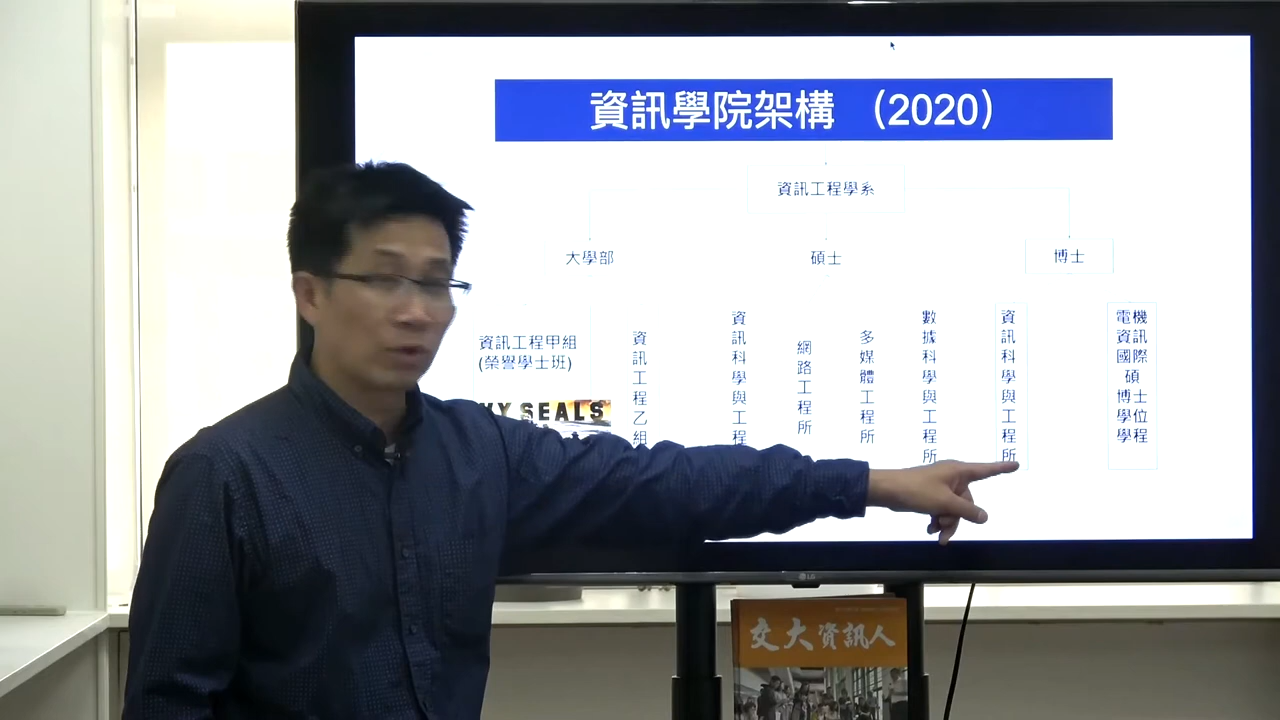 資訊學院架構 （2020）
資訊工程學系
大學部
碩士
博士
資訊工程甲組
(榮譽學士班)
SEALS
資訊工程乙組
資訊科學與工程
網路工程所
多媒體工程所
數據科學與工程所
資訊科學與工程所
電機
資訊
國際
碩
博士
學位
學程
LG
交大資訊人